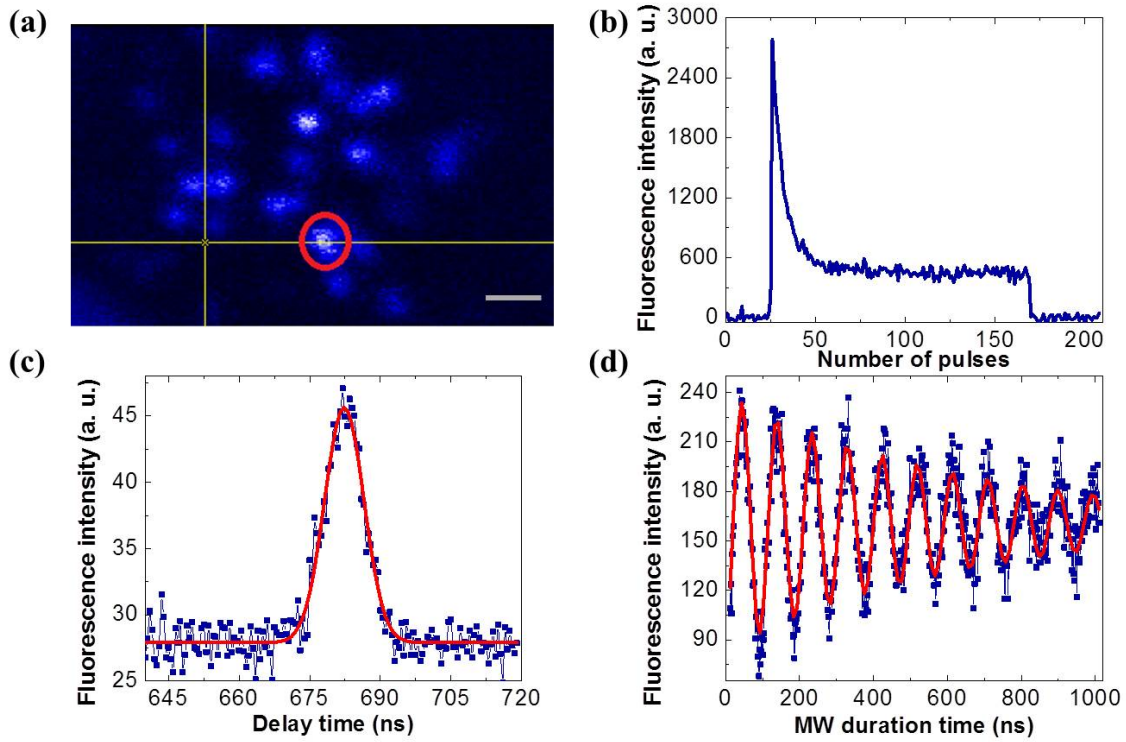 (a)
(b)
Fluorescence intensity (a. u.)
3000
2400
1800
1200
600
0
0 50 100 150 200
Number of pulses
(c)
Fluorescence intensity (a. u.)
45
40
35
30
25
645 660 675 690 705 720
Delay time (ns)
(d)
Fluorescence intensity (a. u.)
240
210
180
150
120
90
0 200 400 600 800 1000
MW duration time (ns)